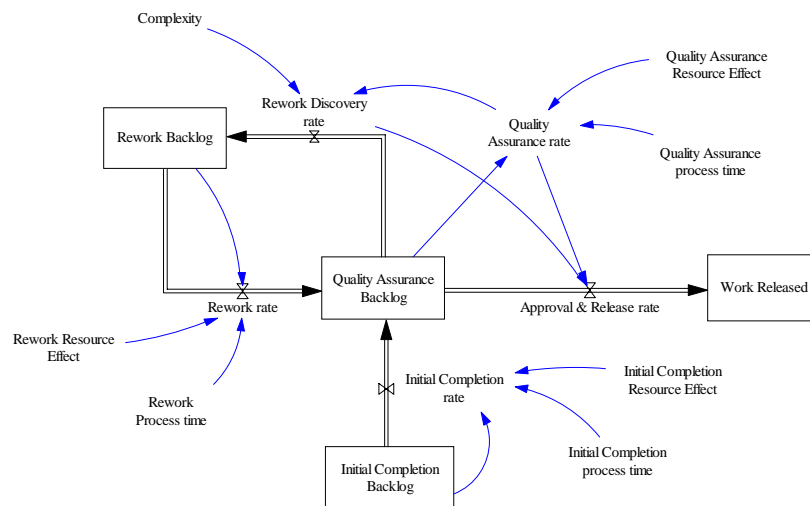 Complexity
Quality Assurance
Resource Effect
Rework Discovery
rate
Rework Backlog
Quality
Assurance rate
Quality Assurance
process time
Quality Assurance
Backlog
Work Released
Rework rate
Approval & Release rate
Rework Resource
Effect
Rework
Process time
Initial Completion
rate
Initial Completion
Resource Effect
Initial Completion
process time
Initial Completion
Backlog